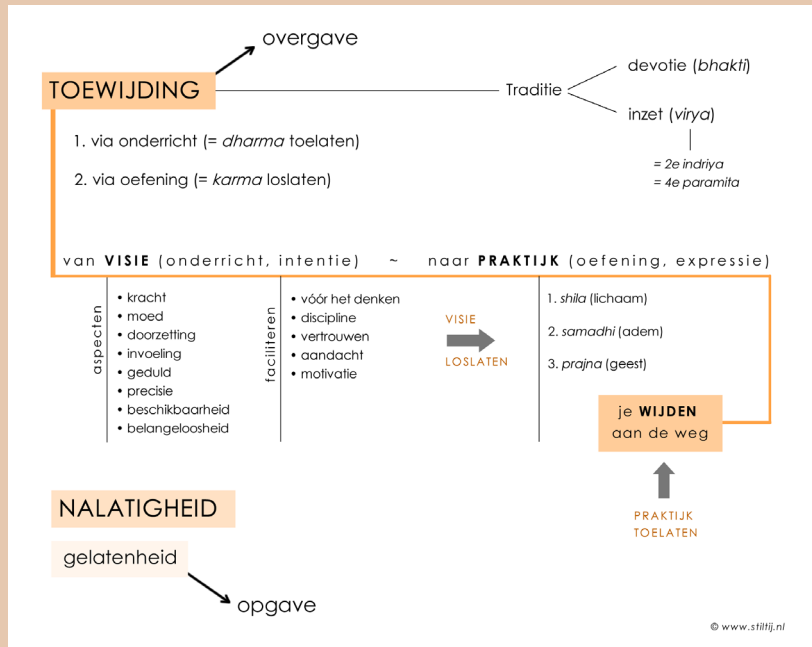 overgave
TOEWIJDING
Traditie
devotie (bhakti)
inzet (virya)
= 2e indriya
= 4e paramita
1. via onderricht (= dharma toelaten)
2. via oefening (= karma loslaten)
van VISIE (onderricht, intentie) ~ naar PRAKTIJK (oefening, expressie)
aspecten
• kracht
• moed
• doorzetting
• invoeling
• geduld
• precisie
• beschikbaarheid
• belangeloosheid
faciliteren
• vóór het denken
• discipline
• vertrouwen
• aandacht
• motivatie
VISIE
LOSLATEN
1. shila (lichaam)
2. samadhi (adem)
3. prajna (geest)
je WIJDEN
aan de weg
PRAKTIJK
TOELATEN
NALATIGHEID
gelatenheid
opgave
© www.stiltij.nl